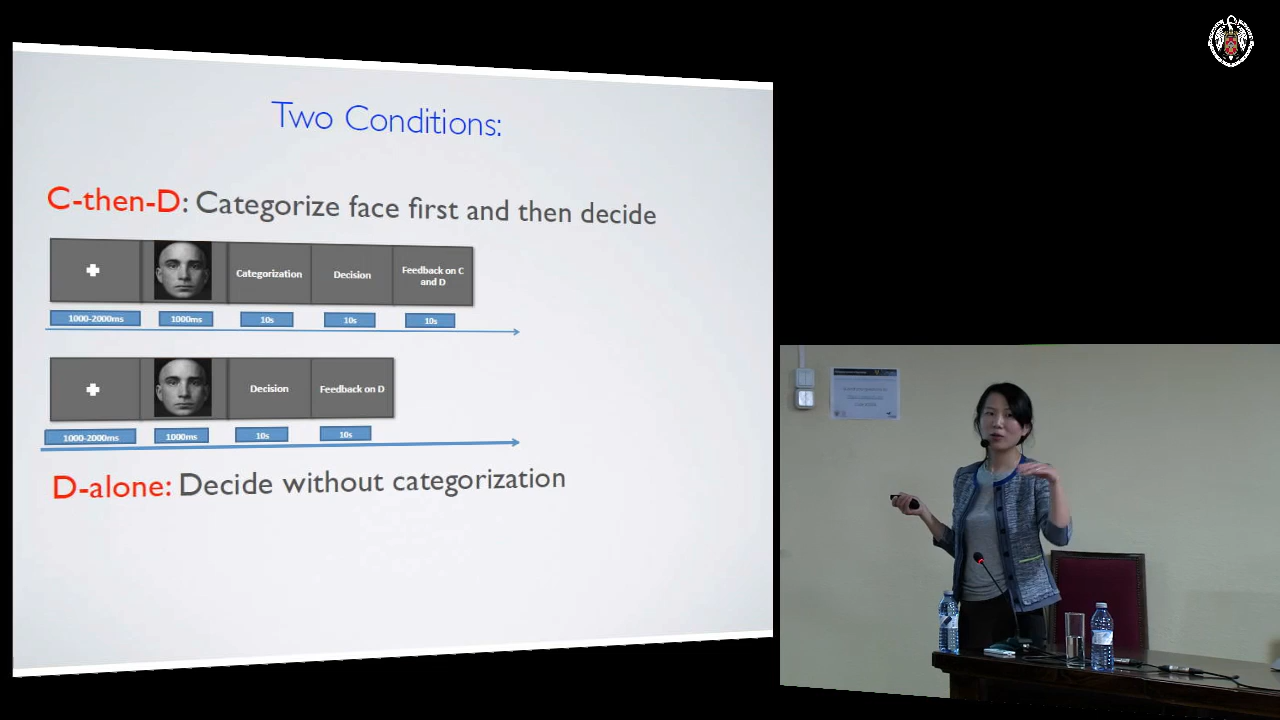 Two Conditions:
C-then-D: Categorize face first and then decide
Categorization
Decision
Feedback on C
and D
1000-2000ms
1000ms
10s
10s
10s
Decision
Feedback on D
1000-2000ms
1000ms
10s
10s
D-alone: Decide without categorization